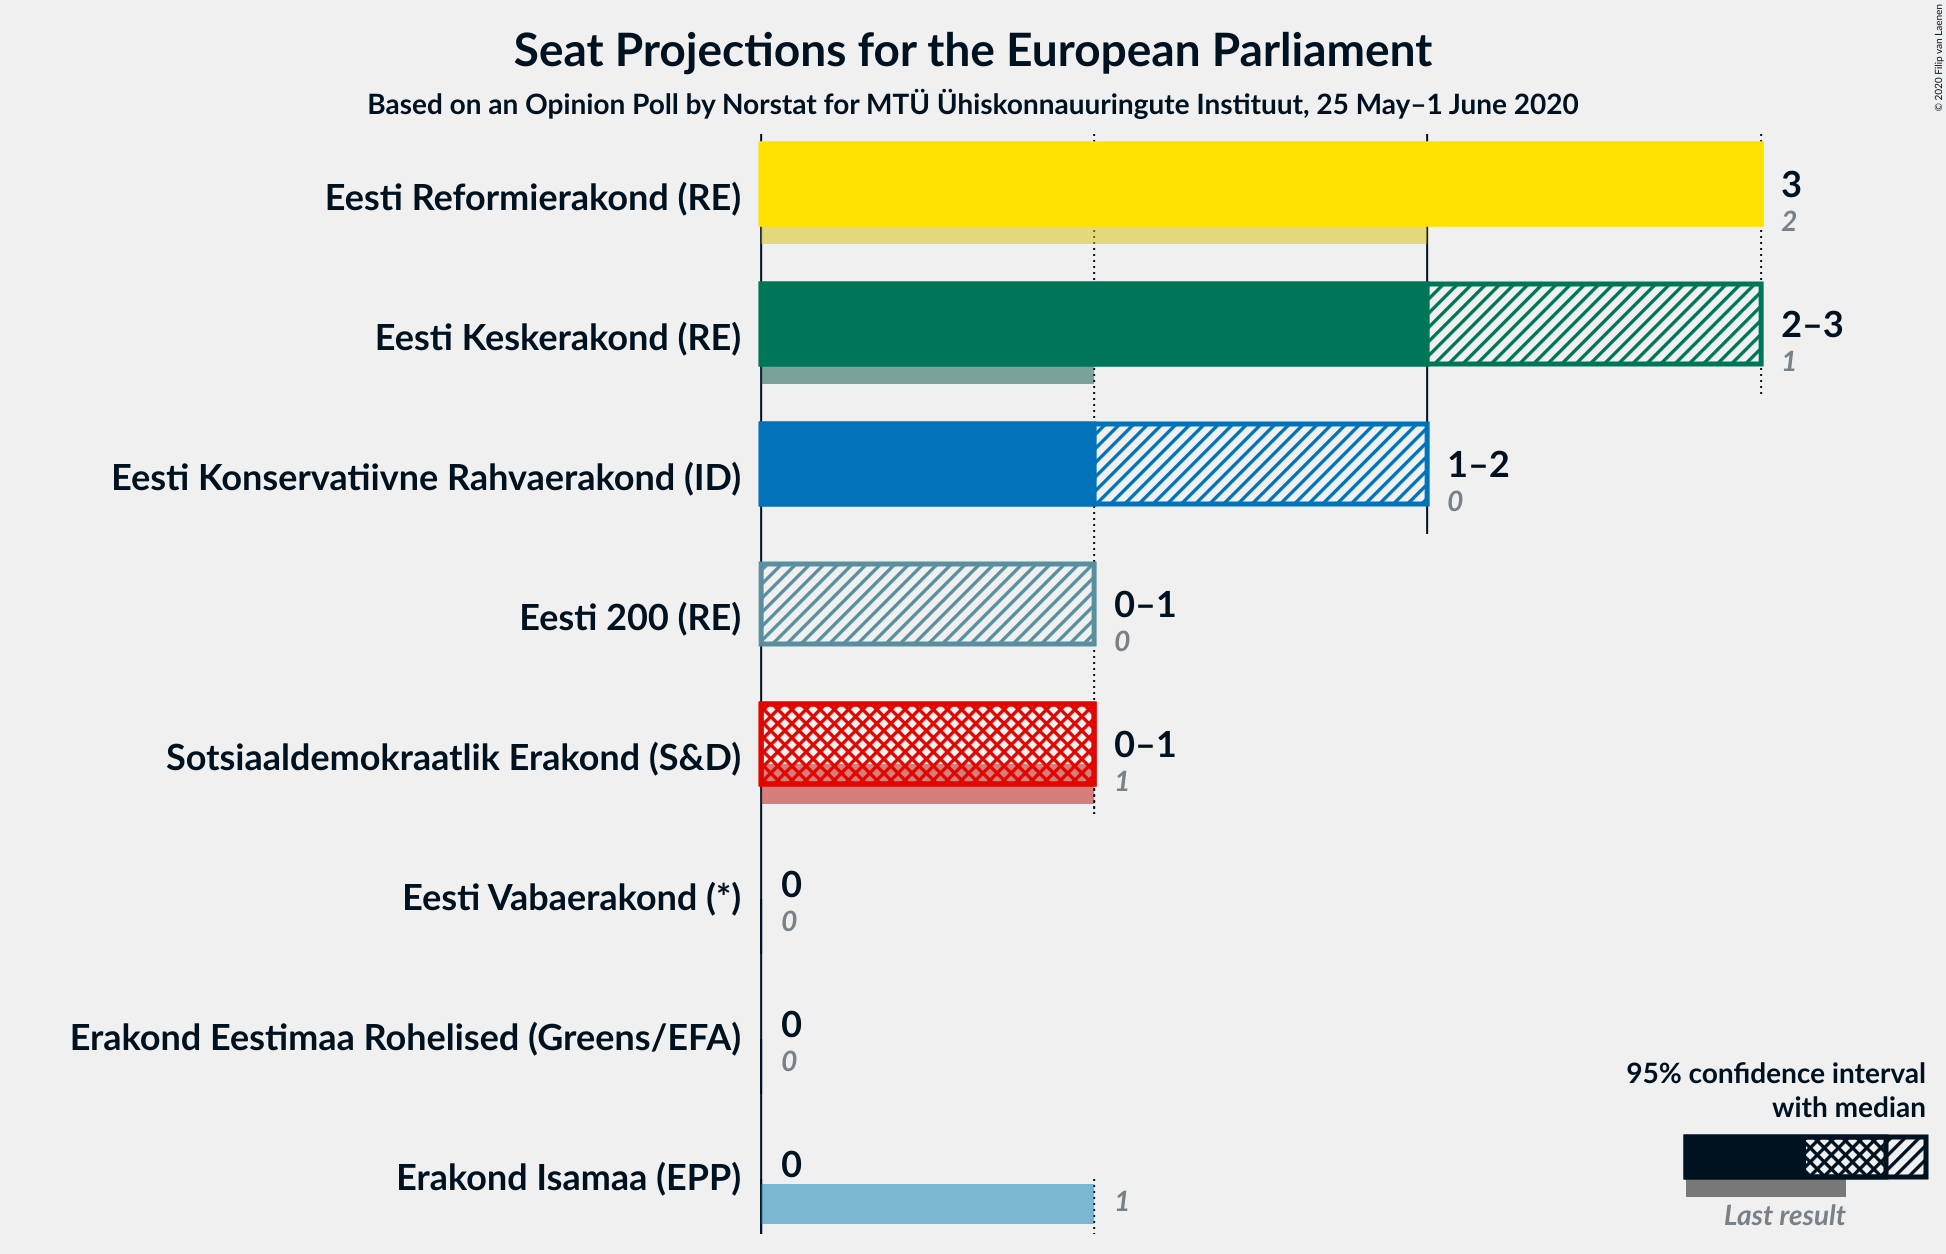 Seat Projections for the European Parliament
Based on an Opinion Poll by Norstat for MTÜ Ühiskonnauuringute Instituut, 25 May–1 June 2020
© 2020 Filip van Laenen
Eesti Reformierakond (RE)
3
2
Eesti Keskerakond (RE)
2–3
1
Eesti Konservatiivne Rahvaerakond (ID)
1–2
0
Eesti 200 (RE)
0–1
0
Sotsiaaldemokraatlik Erakond (S&D)
0–1
1
Eesti Vabaerakond (*)
0
0
Erakond Eestimaa Rohelised (Greens/EFA)
0
0
Erakond Isamaa (EPP)
0
1
95% confidence interval
with median
Last result